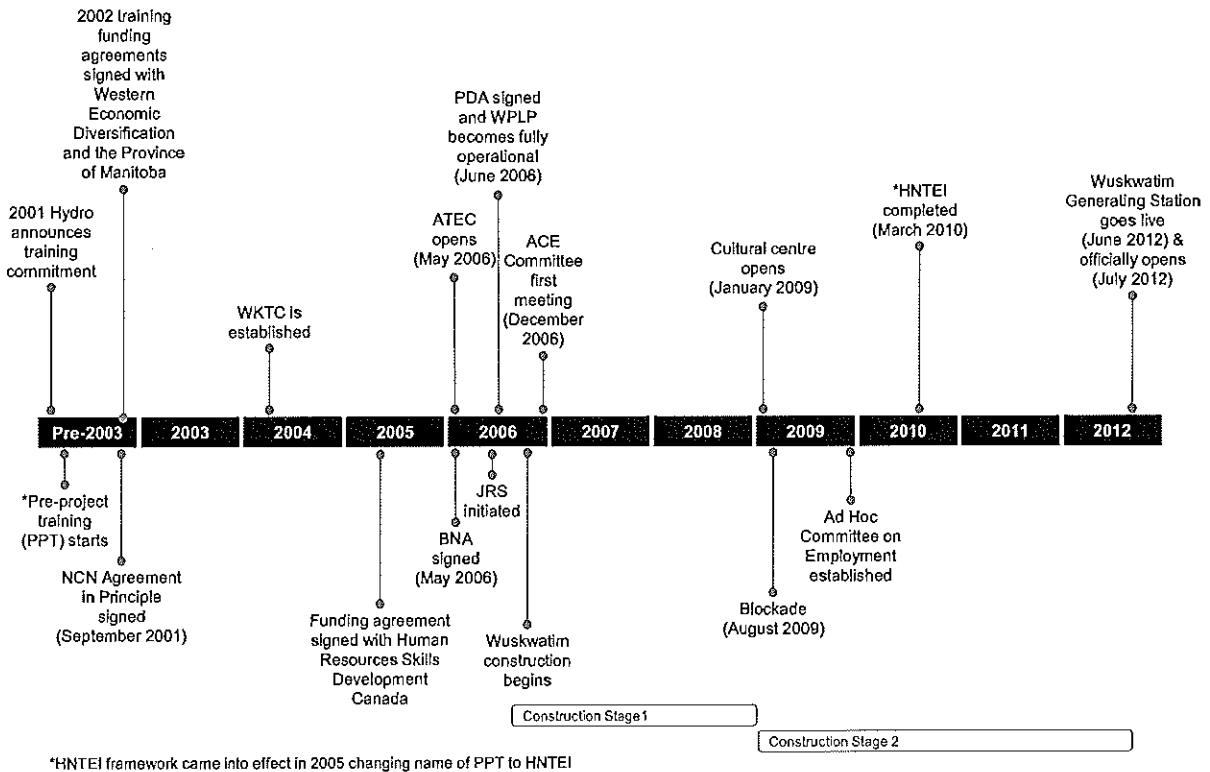 2002 training
funding
agreements
signed with
Western
Economic
Diversification
and the Province
of Manitoba
2001 Hydro
announces
training
commitment
WKTC is
established
ATEC
opens
(May 2006)
PDA signed
and WPLP
becomes fully
operational
(June 2006)
ACE
Committee
first
meeting
(December
2006)
Cultural centre
opens
(January 2009)
*HNTEI
completed
(March 2010)
Wuskwatim
Generating Station
goes live
(June 2012) &
officially opens
(July 2012)
Pre-2003
2003
2004
2005
2006
2007
2008
2009
2010
2011
2012
*Pre-project
training
(PPT) starts
NCN Agreement
in Principle
signed
(September 2001)
Funding agreement
signed with Human
Resources Skills
Development
Canada
BNA
signed
(May 2006)
JRS
initiated
Wuskwatim
construction
begins
Blockade
(August 2009)
Ad Hoc
Committee on
Employment
established
Construction Stage1
Construction Stage 2
*HNTEI framework came into effect in 2005 changing name of PPT to HNTEI